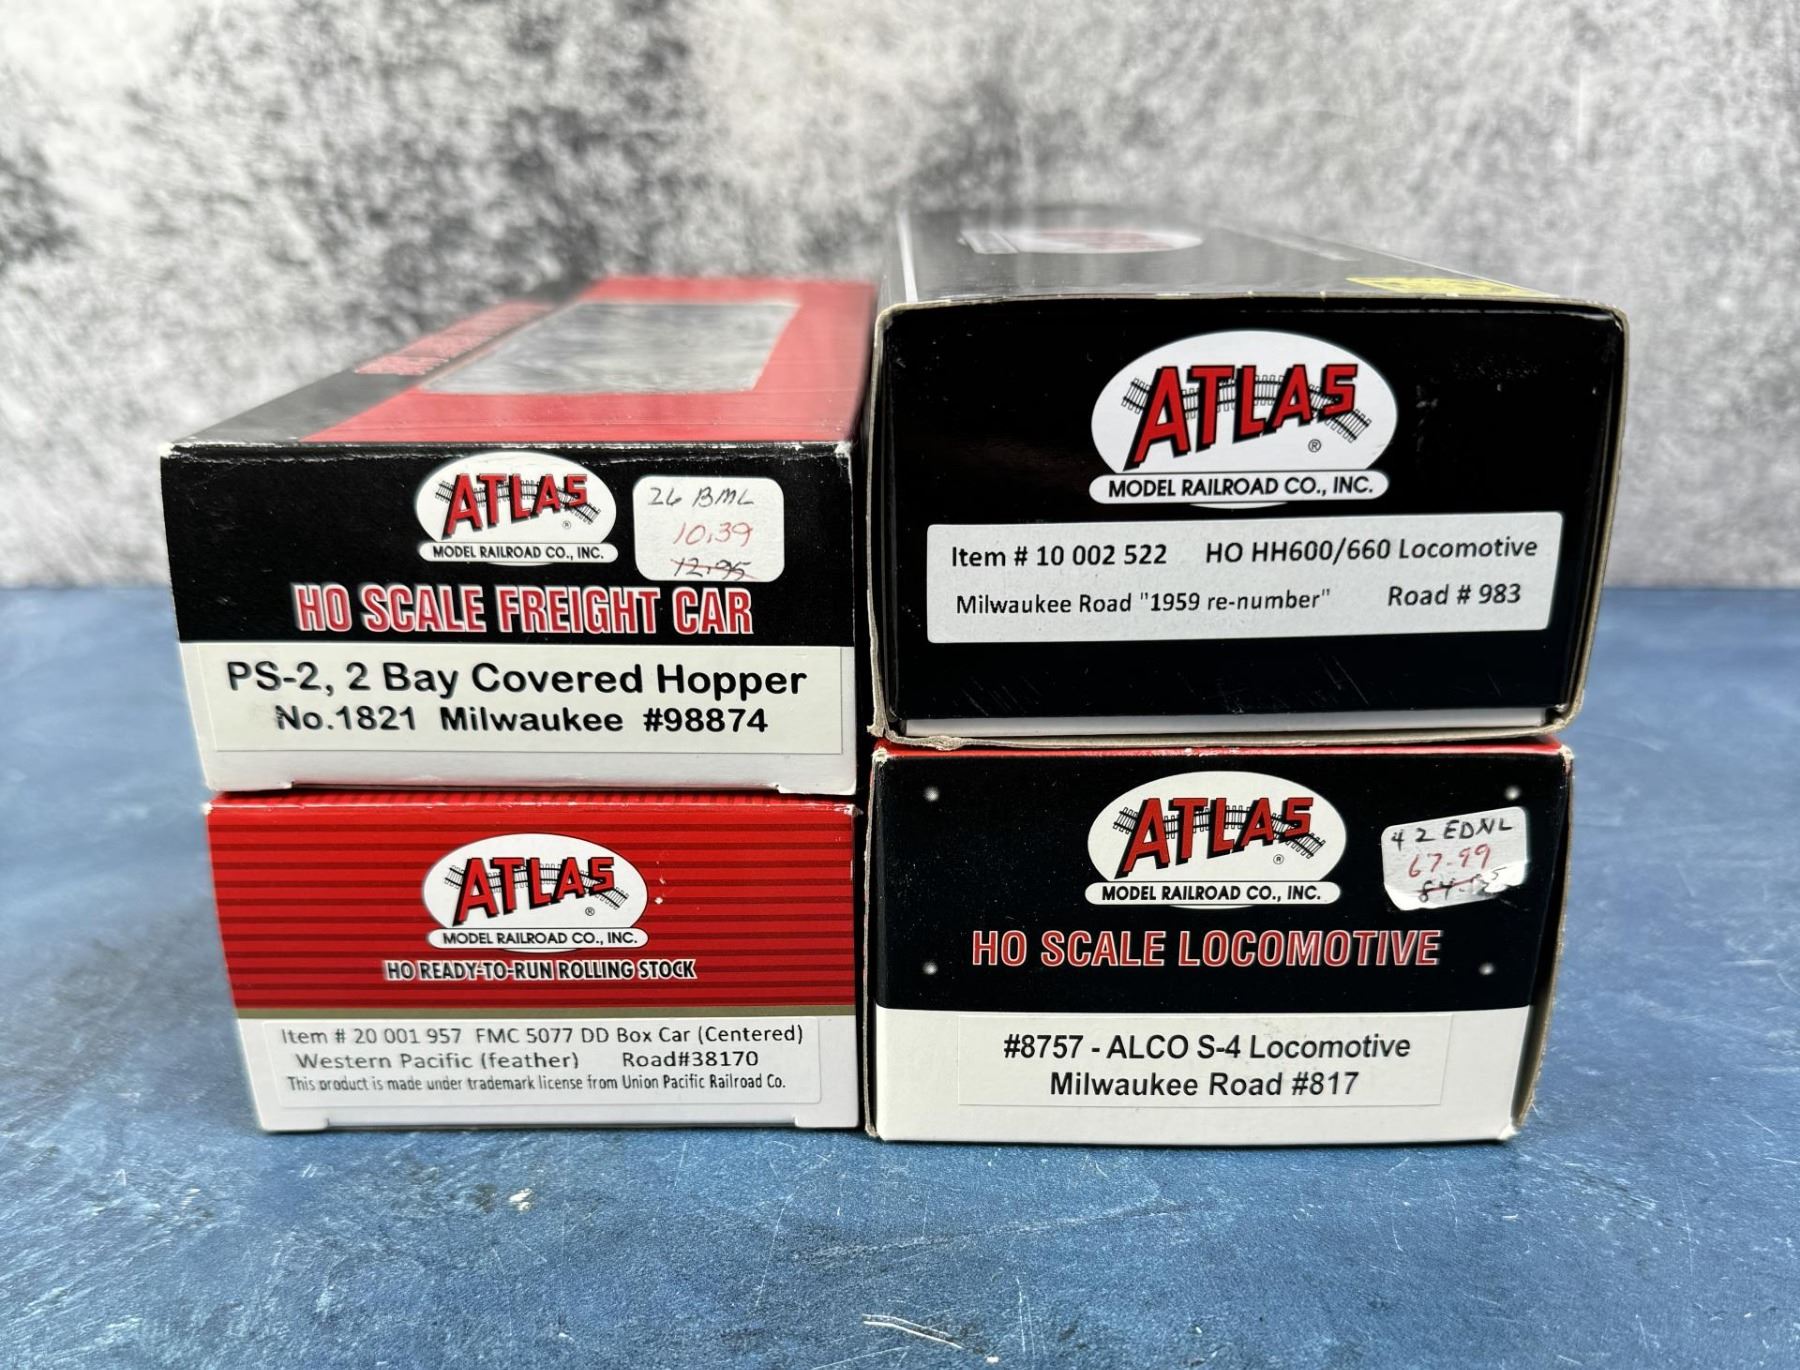 ATLAS
®
MODEL RAILROAD CO., INC.
26 BML
10.39
12.95
HO SCALE FREIGHT CAR
PS-2, 2 Bay Covered Hopper
No.1821 Milwaukee #98874
ATLAS
®
MODEL RAILROAD CO., INC.
Item # 10 002 522 HO HH600/660 Locomotive
Milwaukee Road "1959 re-number" Road # 983
ATLAS
®
MODEL RAILROAD CO., INC.
HO READY-TO-RUN ROLLING STOCK
Item # 20 001 957 FMC 5077 DD Box Car (Centered)
Western Pacific (feather) Road#38170
This product is made under trademark license from Union Pacific Railroad Co.
ATLAS
®
MODEL RAILROAD CO., INC.
42 EDNL
67.99
HO SCALE LOCOMOTIVE
#8757 - ALCO S-4 Locomotive
Milwaukee Road #817